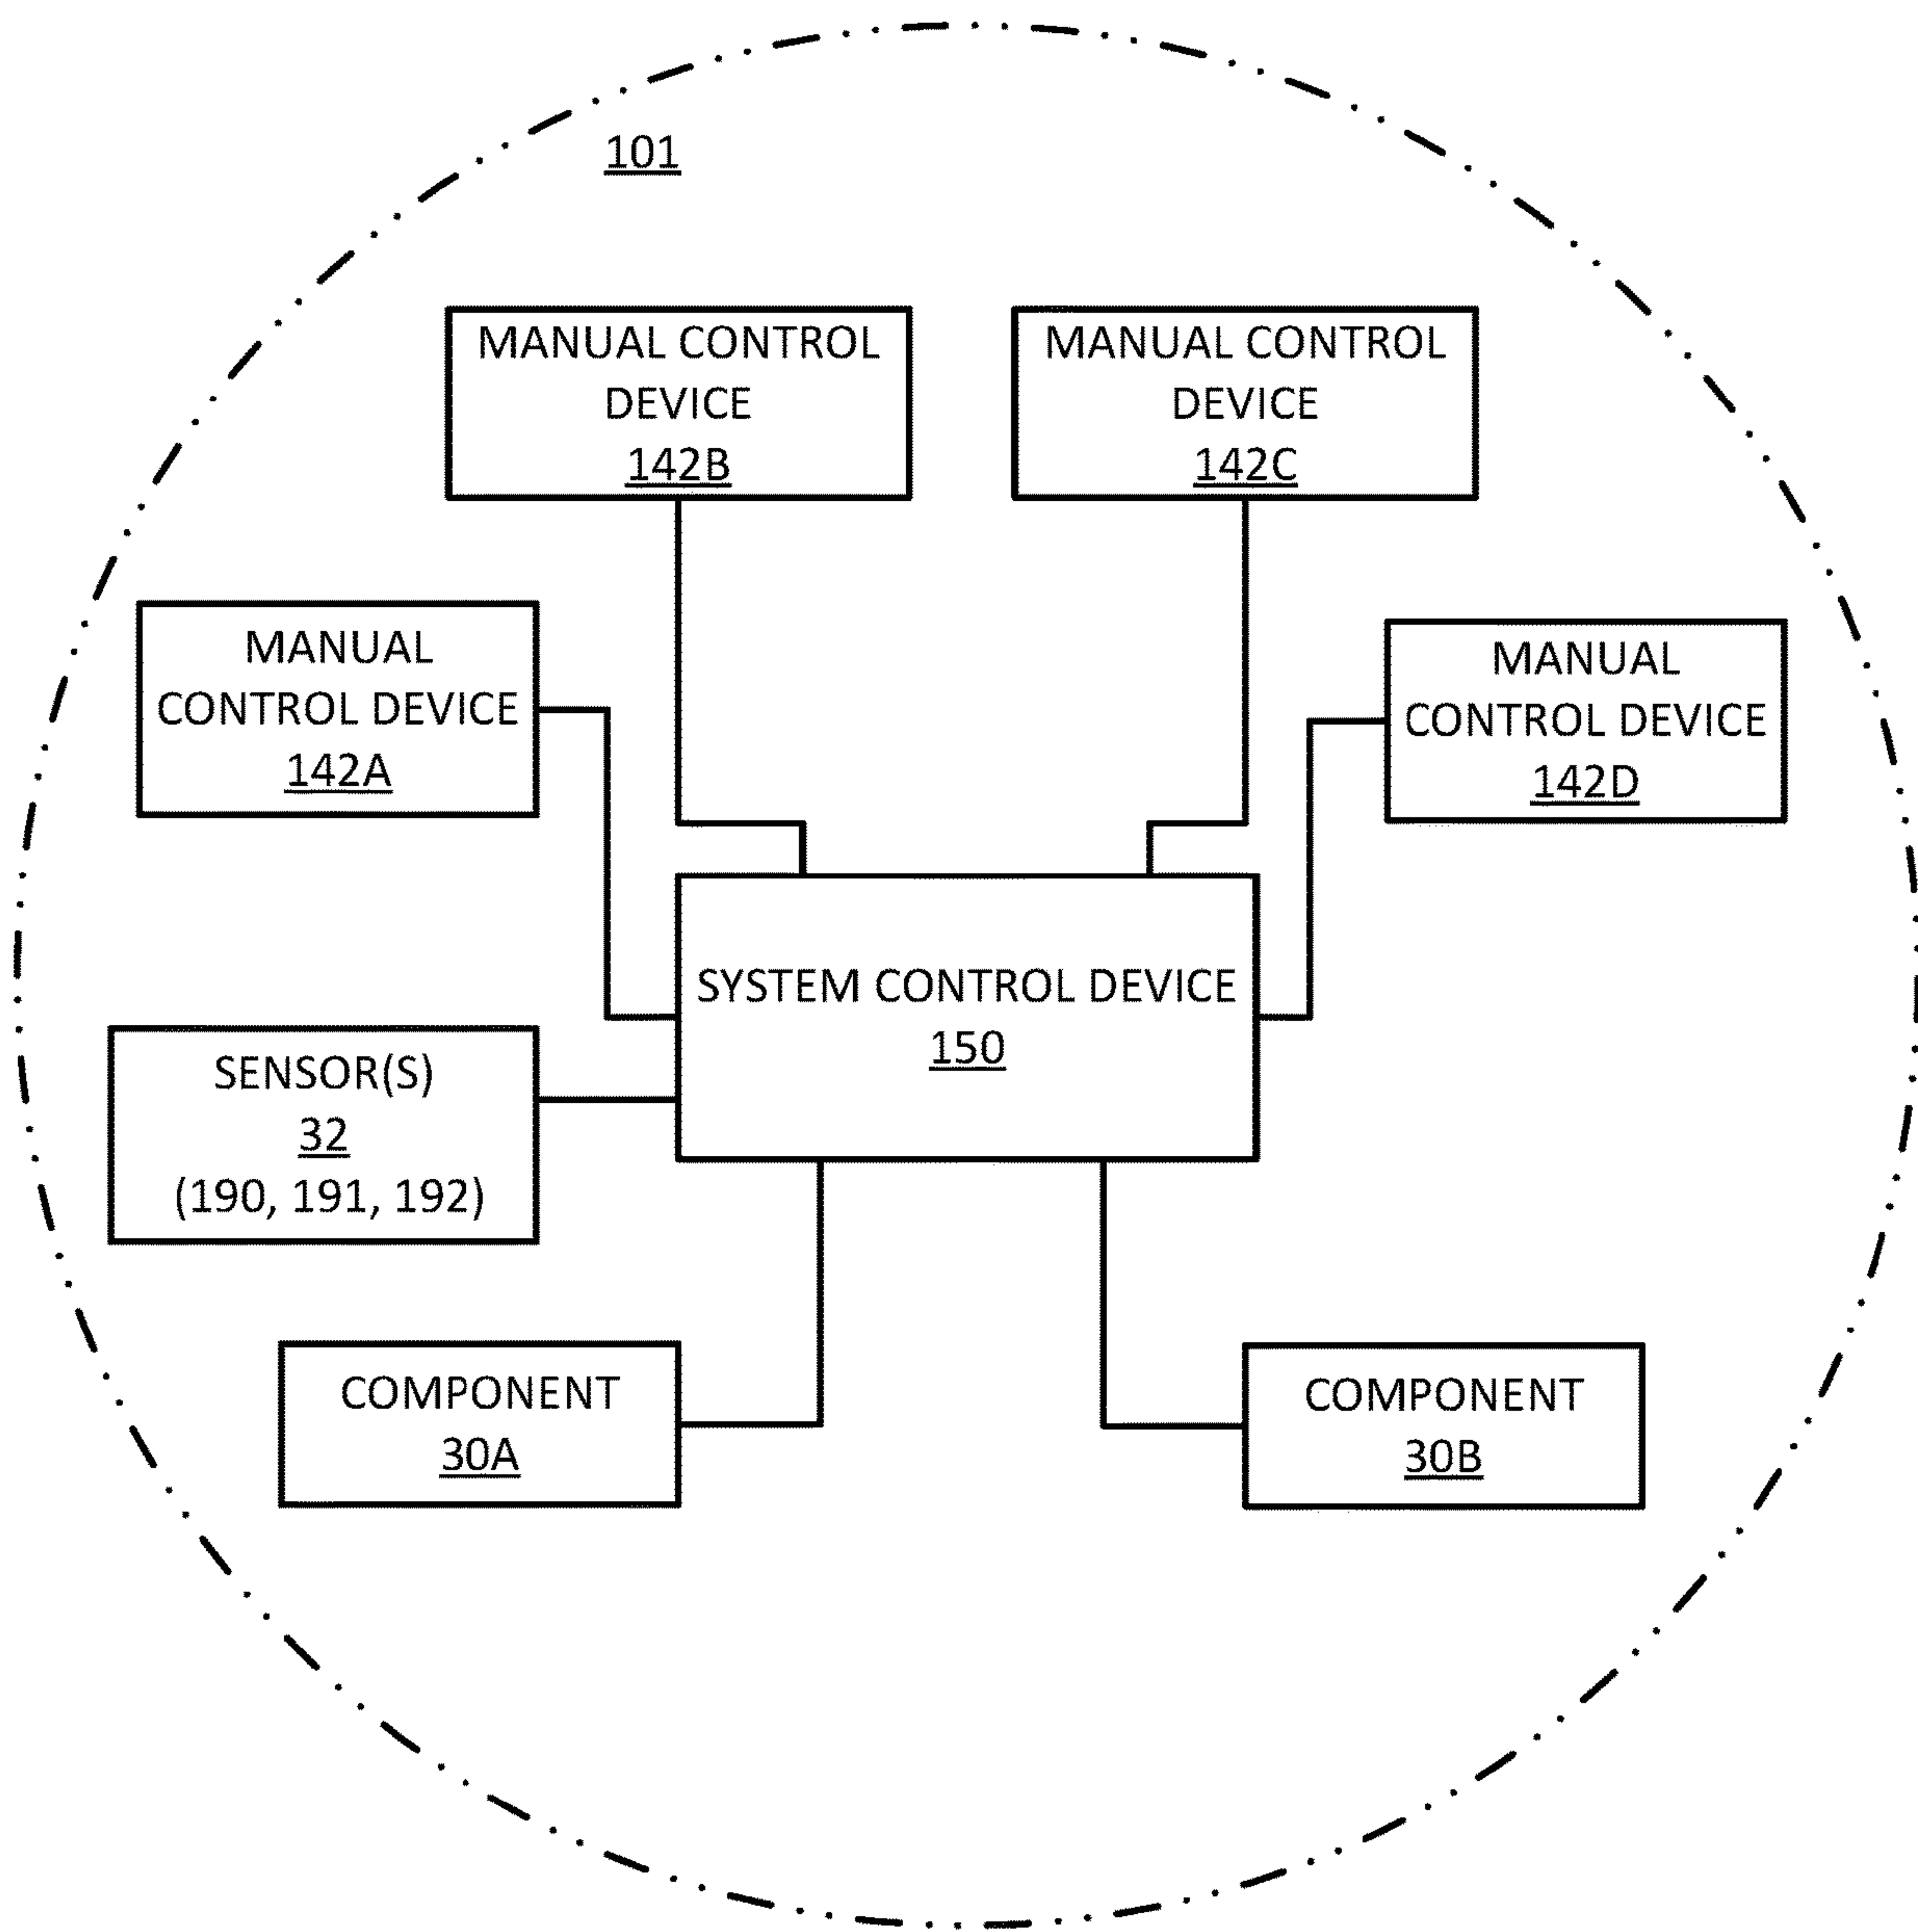 101
MANUAL CONTROL
DEVICE
142B
MANUAL CONTROL
DEVICE
142C
MANUAL
CONTROL DEVICE
142A
MANUAL
CONTROL DEVICE
142D
SYSTEM CONTROL DEVICE
150
SENSOR(S)
32
(190, 191, 192)
COMPONENT
30A
COMPONENT
30B